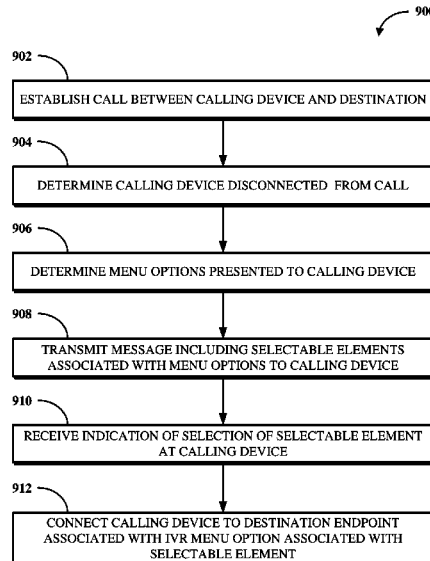 900
902
ESTABLISH CALL BETWEEN CALLING DEVICE AND DESTINATION
904
DETERMINE CALLING DEVICE DISCONNECTED FROM CALL
906
DETERMINE MENU OPTIONS PRESENTED TO CALLING DEVICE
908
TRANSMIT MESSAGE INCLUDING SELECTABLE ELEMENTS
ASSOCIATED WITH MENU OPTIONS TO CALLING DEVICE
910
RECEIVE INDICATION OF SELECTION OF SELECTABLE ELEMENT
AT CALLING DEVICE
912
CONNECT CALLING DEVICE TO DESTINATION ENDPOINT
ASSOCIATED WITH IVR MENU OPTION ASSOCIATED WITH
SELECTABLE ELEMENT